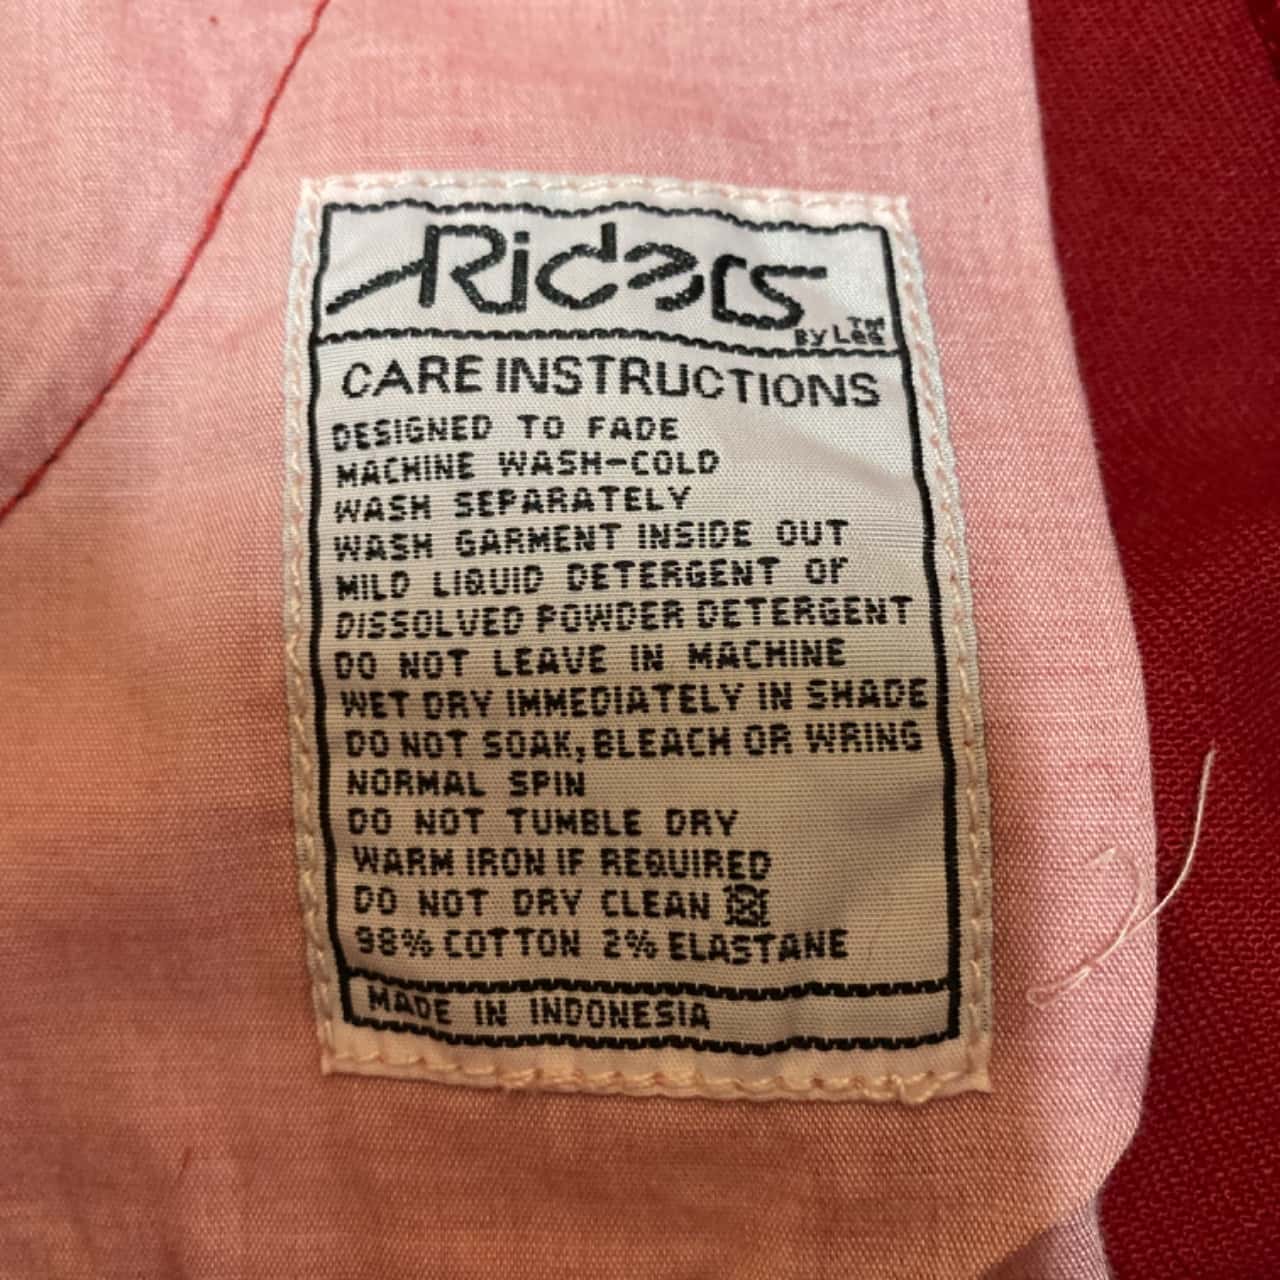 Riders
By Lee™
CARE INSTRUCTIONS
DESIGNED TO FADE
MACHINE WASH-COLD
WASH SEPARATELY
WASH GARMENT INSIDE OUT
MILD LIQUID DETERGENT Or
DISSOLVED POWDER DETERGENT
DO NOT LEAVE IN MACHINE
WET DRY IMMEDIATELY IN SHADE
DO NOT SOAK, BLEACH OR WRING
NORMAL SPIN
DO NOT TUMBLE DRY
WARM IRON IF REQUIRED
DO NOT DRY CLEAN
98% COTTON 2% ELASTANE
MADE IN INDONESIA